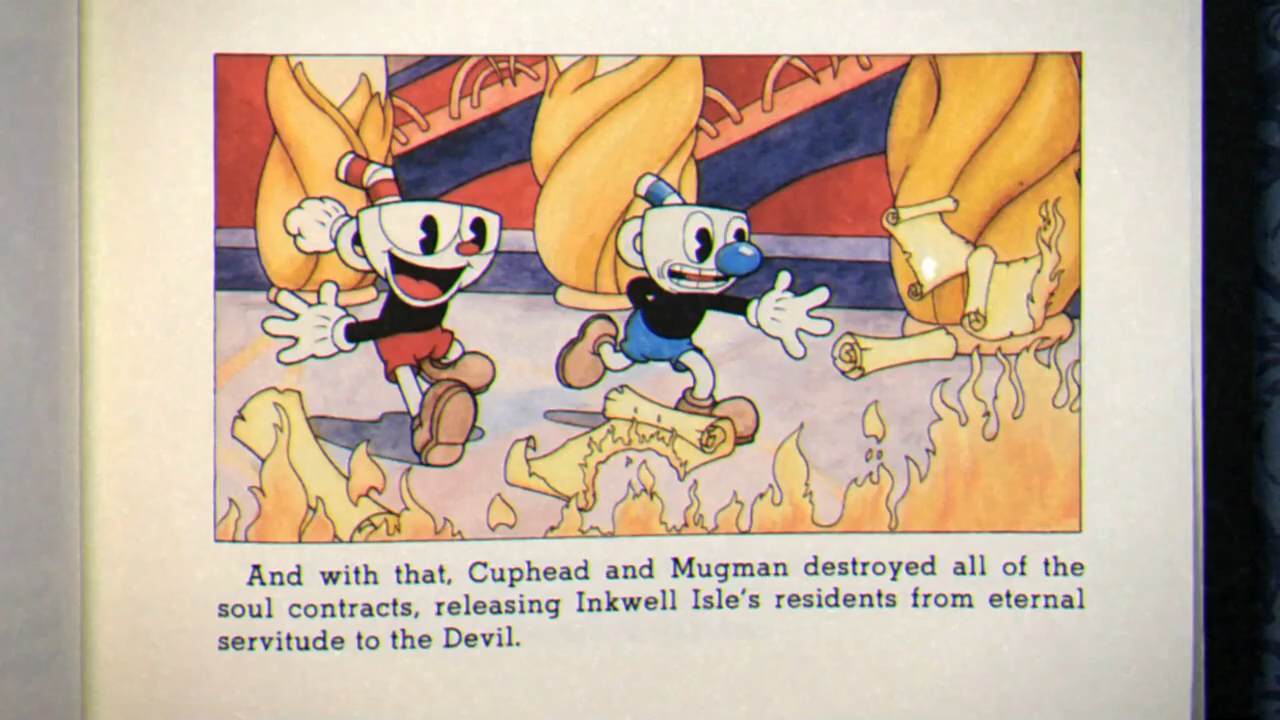 And with that, Cuphead and Mugman destroyed all of the
soul contracts, releasing Inkwell Isle's residents from eternal
servitude to the Devil.